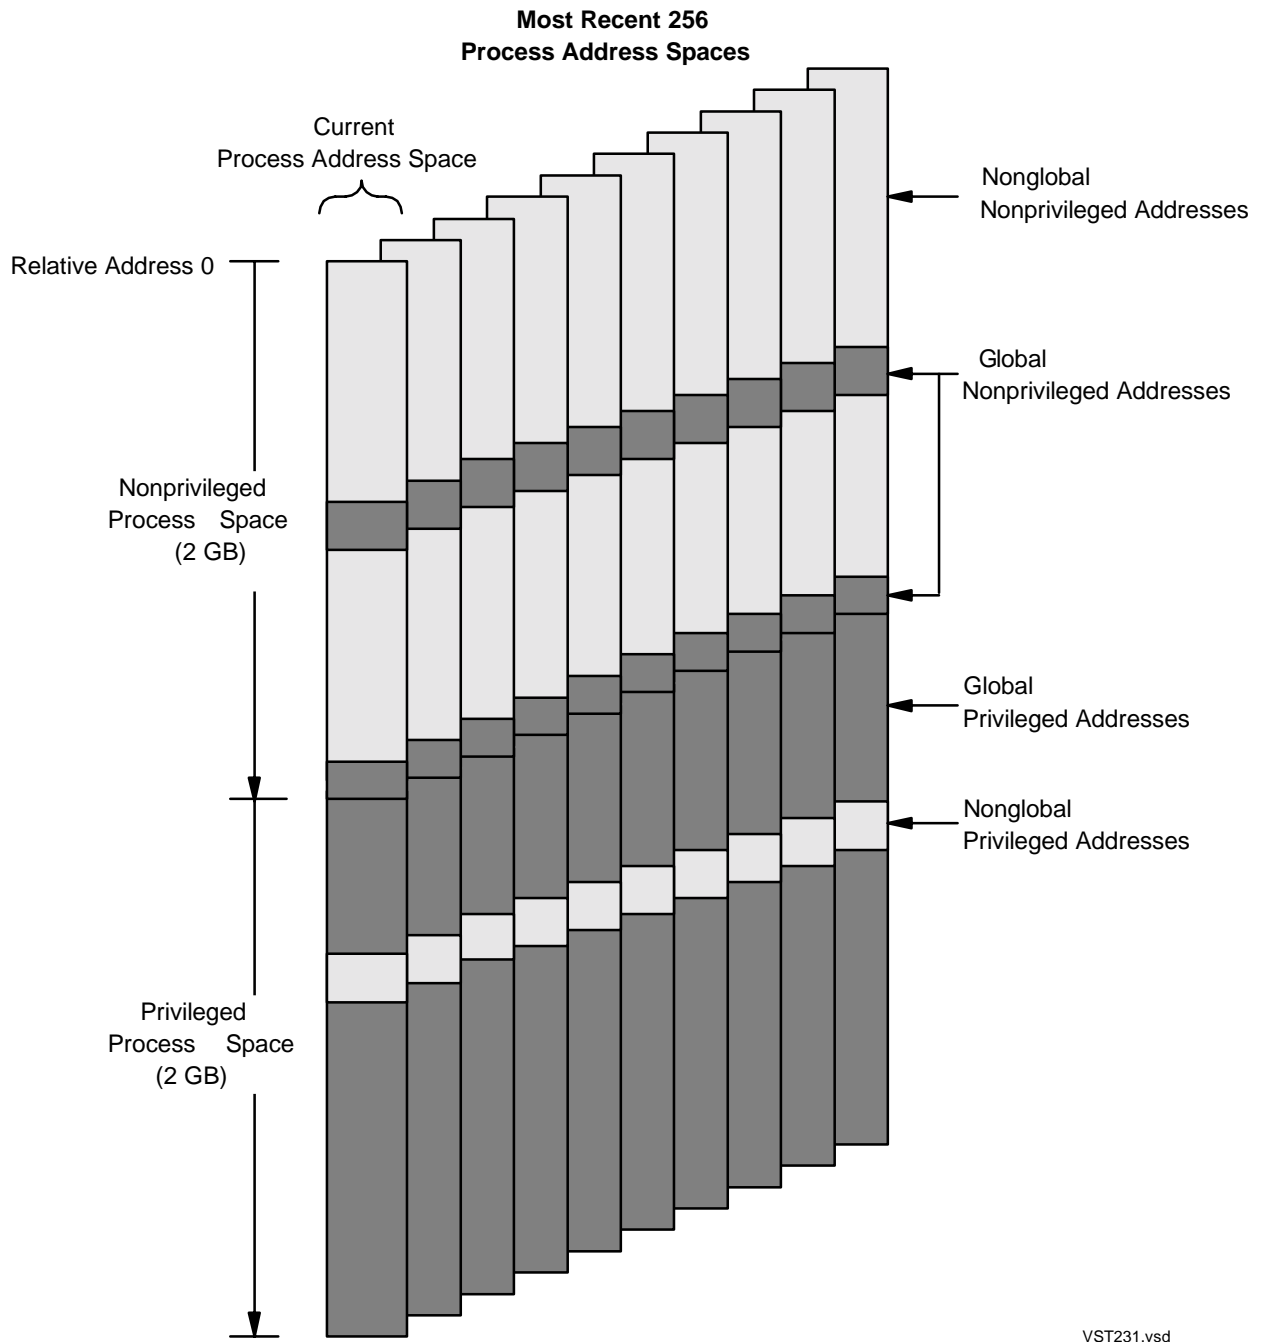 Most Recent 256
Process Address Spaces
Current
Process Address Space
Nonglobal
Nonprivileged Addresses
Relative Address 0
Global
Nonprivileged Addresses
Nonprivileged
Process Space
(2 GB)
Global
Privileged Addresses
Nonglobal
Privileged Addresses
Privileged
Process Space
(2 GB)
VST231.vsd